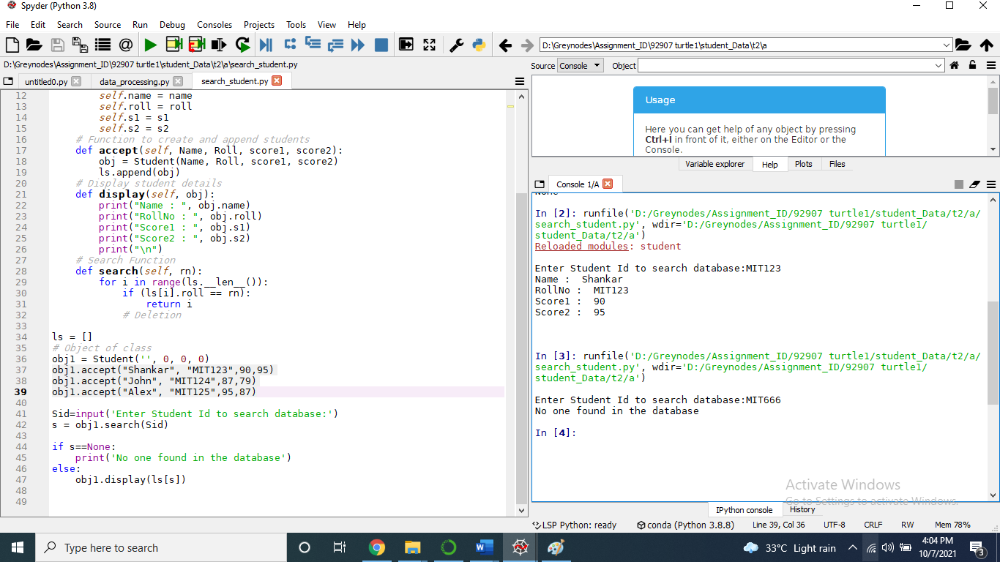 Spyder (Python 3.8)
File Edit Search Source Run Debug Consoles Projects Tools View Help
D:\Greynodes\Assignment_ID\92907 turtle1\student_Data\t2\a
D:\Greynodes\Assignment_ID\92907 turtle1\student_Data\t2\a\search_student.py
Source Console Object
untitled0.py data_processing.py search_student.py
12 self.name = name
13 self.roll = roll
14 self.s1 = s1
15 self.s2 = s2
16 # Function to create and append students
17 def accept(self, Name, Roll, score1, score2):
18 obj = Student(Name, Roll, score1, score2)
19 ls.append(obj)
20 # Display student details
21 def display(self, obj):
22 print("Name : ", obj.name)
23 print("RollNo : ", obj.roll)
24 print("Score1 : ", obj.s1)
25 print("Score2 : ", obj.s2)
26 print("\n")
27 # Search Function
28 def search(self, rn):
29 for i in range(ls.__len__()):
30 if (ls[i].roll == rn):
31 return i
32 # Deletion
33
34 ls = []
35 # Object of class
36 obj1 = Student('', 0, 0, 0)
37 obj1.accept("Shankar", "MIT123",90,95)
38 obj1.accept("John", "MIT124",87,79)
39 obj1.accept("Alex", "MIT125",95,87)
40
41 Sid=input('Enter Student Id to search database:')
42 s = obj1.search(Sid)
43
44 if s==None:
45 print('No one found in the database')
46 else:
47 obj1.display(ls[s])
48
49
Usage
Here you can get help of any object by pressing
Ctrl+I in front of it, either on the Editor or the
Console.
Variable explorer Help Plots Files
Console 1/A
None
In [2]: runfile('D:/Greynodes/Assignment_ID/92907 turtle1/student_Data/t2/a/
search_student.py', wdir='D:/Greynodes/Assignment_ID/92907 turtle1/
student_Data/t2/a')
Reloaded modules: student
Enter Student Id to search database:MIT123
Name :  Shankar
RollNo :  MIT123
Score1 :  90
Score2 :  95
In [3]: runfile('D:/Greynodes/Assignment_ID/92907 turtle1/student_Data/t2/a/
search_student.py', wdir='D:/Greynodes/Assignment_ID/92907 turtle1/
student_Data/t2/a')
Enter Student Id to search database:MIT666
No one found in the database
In [4]:
Activate Windows
Go to Settings to activate Windows.
IPython console History
LSP Python: ready conda (Python 3.8.8) Line 39, Col 36 UTF-8 CRLF RW Mem 78%
Type here to search
33°C Light rain
4:04 PM
10/7/2021
3